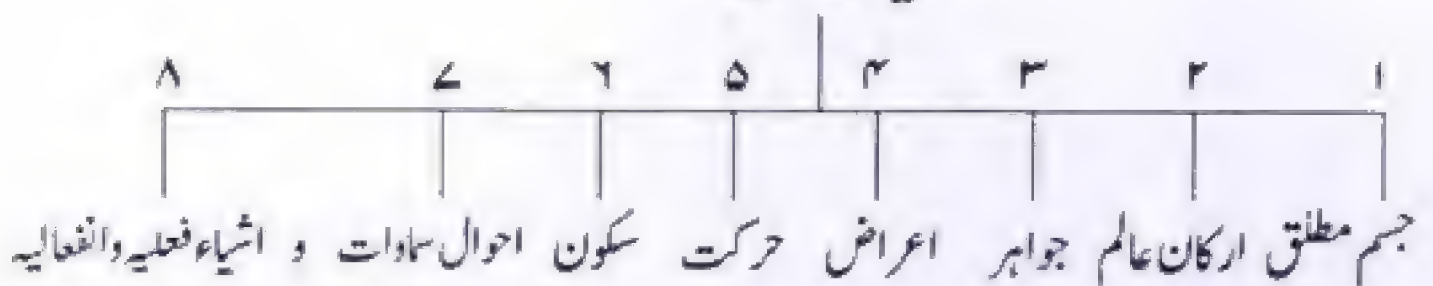 ۱ ۲ ۳ ۴ ۵ ۶ ۷ ۸
جسم مطلق ارکان عالم جواہر اعراض حرکت سکون احوال سماوات و اشیاء فعلیہ وانفعالیہ